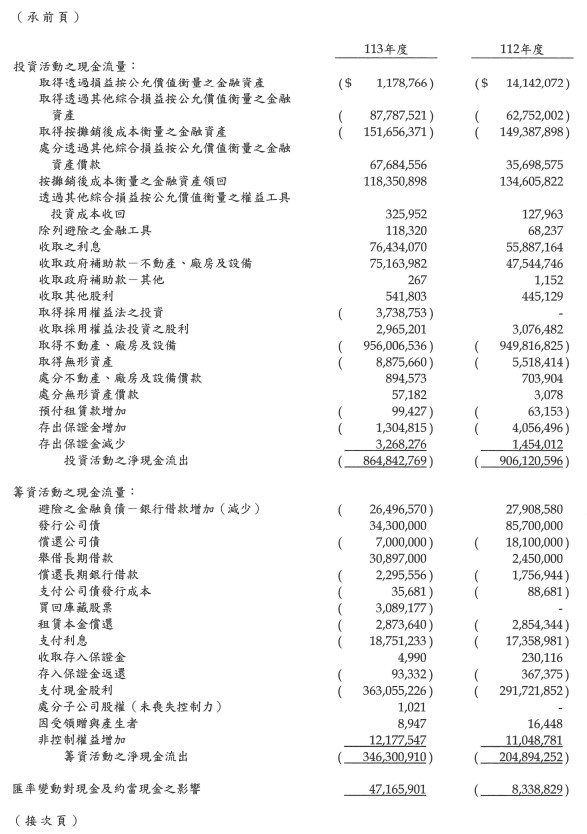 （承前頁）
113年度 112年度
投資活動之現金流量：
取得透過損益按公允價值衡量之金融資產 ($ 1,178,766) ($ 14,142,072)
取得透過其他綜合損益按公允價值衡量之金融
資產 ( 87,787,521) ( 62,752,002)
取得按攤銷後成本衡量之金融資產 ( 151,656,371) ( 149,387,898)
處分透過其他綜合損益按公允價值衡量之金融
資產價款 67,684,556 35,698,575
按攤銷後成本衡量之金融資產領回 118,350,898 134,605,822
透過其他綜合損益按公允價值衡量之權益工具
投資成本收回 325,952 127,963
除列避險之金融工具 118,320 68,237
收取之利息 76,434,070 55,887,164
收取政府補助款－不動產、廠房及設備 75,163,982 47,544,746
收取政府補助款－其他 267 1,152
收取其他股利 541,803 445,129
取得採用權益法之投資 ( 3,738,753) -
收取採用權益法投資之股利 2,965,201 3,076,482
取得不動產、廠房及設備 ( 956,006,536) ( 949,816,825)
取得無形資產 ( 8,875,660) ( 5,518,414)
處分不動產、廠房及設備價款 894,573 703,904
處分無形資產價款 57,182 3,078
預付租賃款增加 ( 99,427) ( 63,153)
存出保證金增加 ( 1,304,815) ( 4,056,496)
存出保證金減少 3,268,276 1,454,012
投資活動之淨現金流出 ( 864,842,769) ( 906,120,596)
籌資活動之現金流量：
避險之金融負債－銀行借款增加（減少） ( 26,496,570) 27,908,580
發行公司債 34,300,000 85,700,000
償還公司債 ( 7,000,000) ( 18,100,000)
舉借長期借款 30,897,000 2,450,000
償還長期銀行借款 ( 2,295,556) ( 1,756,944)
支付公司債發行成本 ( 35,681) ( 88,681)
買回庫藏股票 ( 3,089,177) -
租賃本金償還 ( 2,873,640) ( 2,854,344)
支付利息 ( 18,751,233) ( 17,358,981)
收取存入保證金 4,990 230,116
存入保證金返還 ( 93,332) ( 367,375)
支付現金股利 ( 363,055,226) ( 291,721,852)
處分子公司股權（未喪失控制力） 1,021 -
因受領贈與產生者 8,947 16,448
非控制權益增加 12,177,547 11,048,781
籌資活動之淨現金流出 ( 346,300,910) ( 204,894,252)
匯率變動對現金及約當現金之影響 47,165,901 ( 8,338,829)
（接次頁）